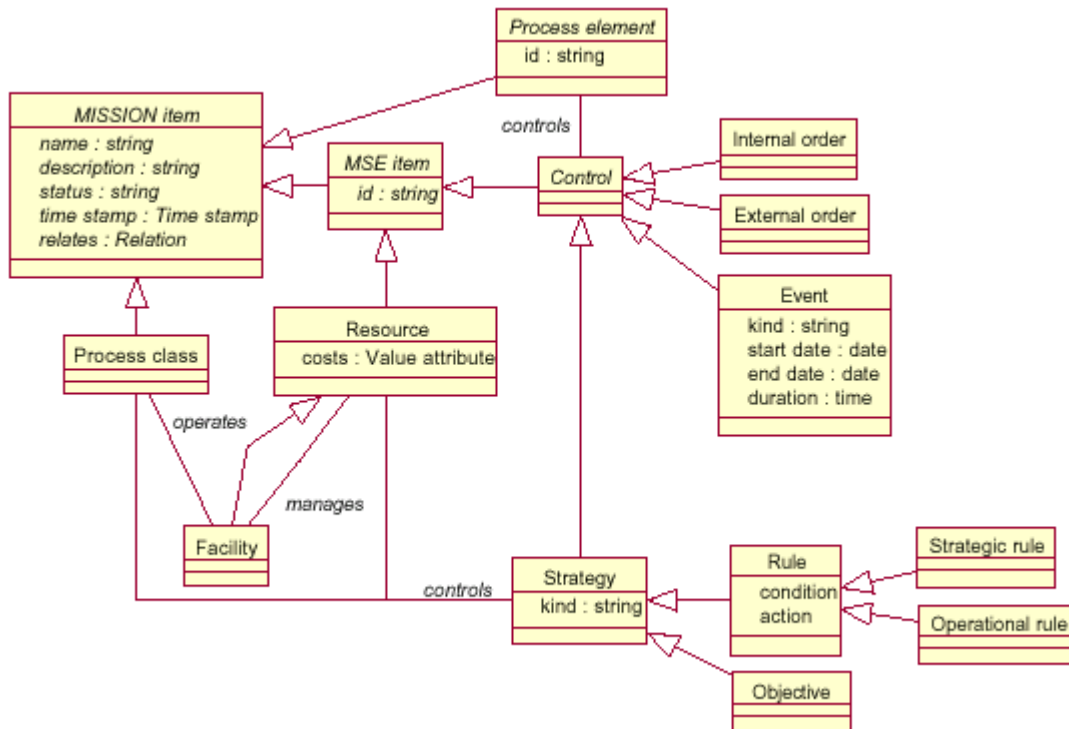 Process element
id : string
MISSION item
name : string
description : string
status : string
time stamp : Time stamp
relates : Relation
MSE item
id : string
controls
Control
Internal order
External order
Event
kind : string
start date : date
end date : date
duration : time
Process class
Resource
costs : Value attribute
operates
manages
Facility
controls
Strategy
kind : string
Rule
condition
action
Strategic rule
Operational rule
Objective